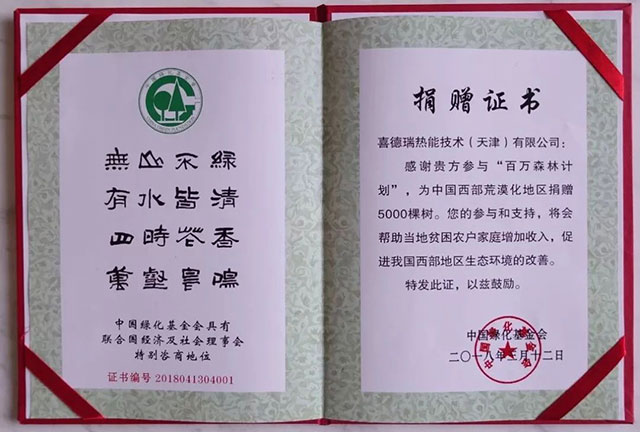 無山不綠
有水皆清
四時花香
萬壑鳥鳴
中国绿化基金会具有
联合国经济及社会理事会
特别咨商地位
证书编号 2018041304001
捐赠证书
喜德瑞热能技术（天津）有限公司：
感谢贵方参与“百万森林计
划”，为中国西部荒漠化地区捐赠
5000棵树。您的参与和支持，将会
帮助当地贫困农户家庭增加收入，促
进我国西部地区生态环境的改善。
特发此证，以兹鼓励。
中国绿化基金会
二〇一八年三月十二日
中国绿化基金会